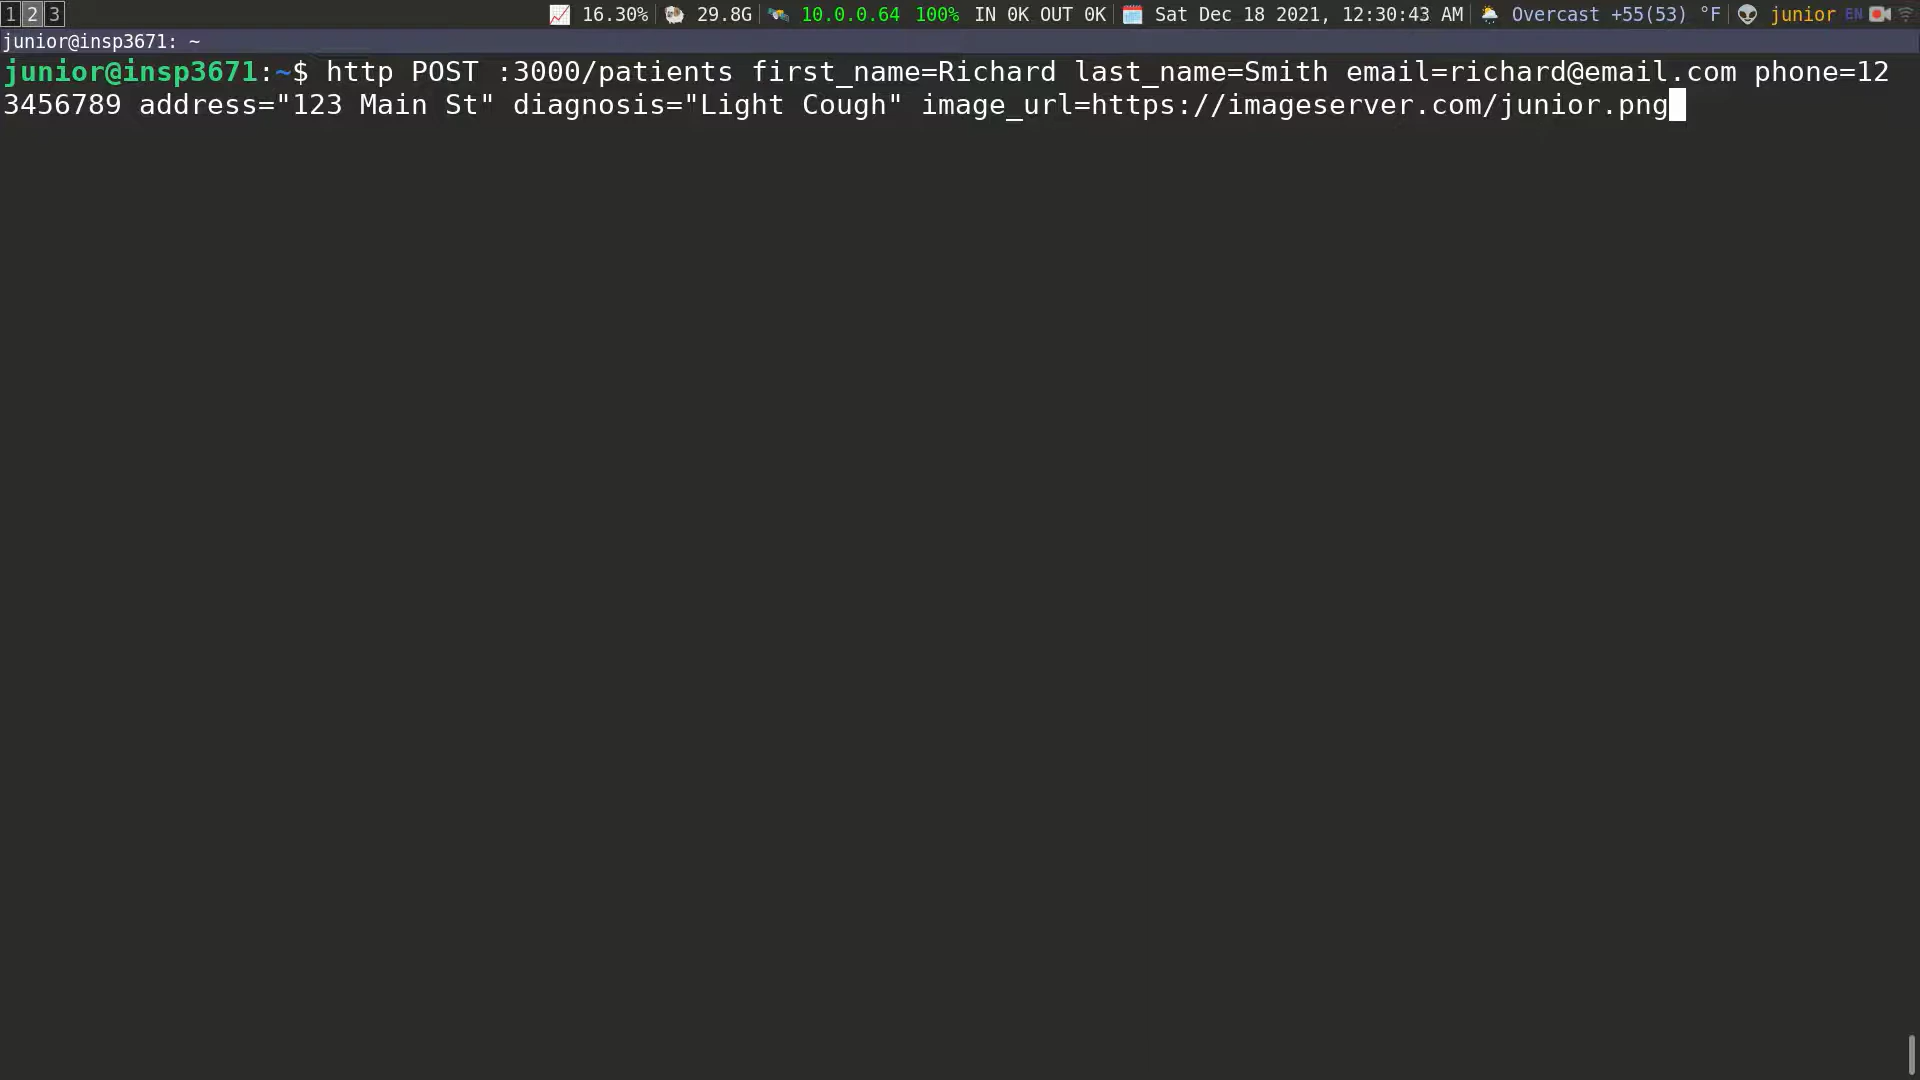 1 2 3 16.30% 29.8G 10.0.0.64 100% IN 0K OUT 0K Sat Dec 18 2021, 12:30:43 AM Overcast +55(53) °F junior EN
junior@insp3671: ~
junior@insp3671:~$ http POST :3000/patients first_name=Richard last_name=Smith email=richard@email.com phone=12
3456789 address="123 Main St" diagnosis="Light Cough" image_url=https://imageserver.com/junior.png